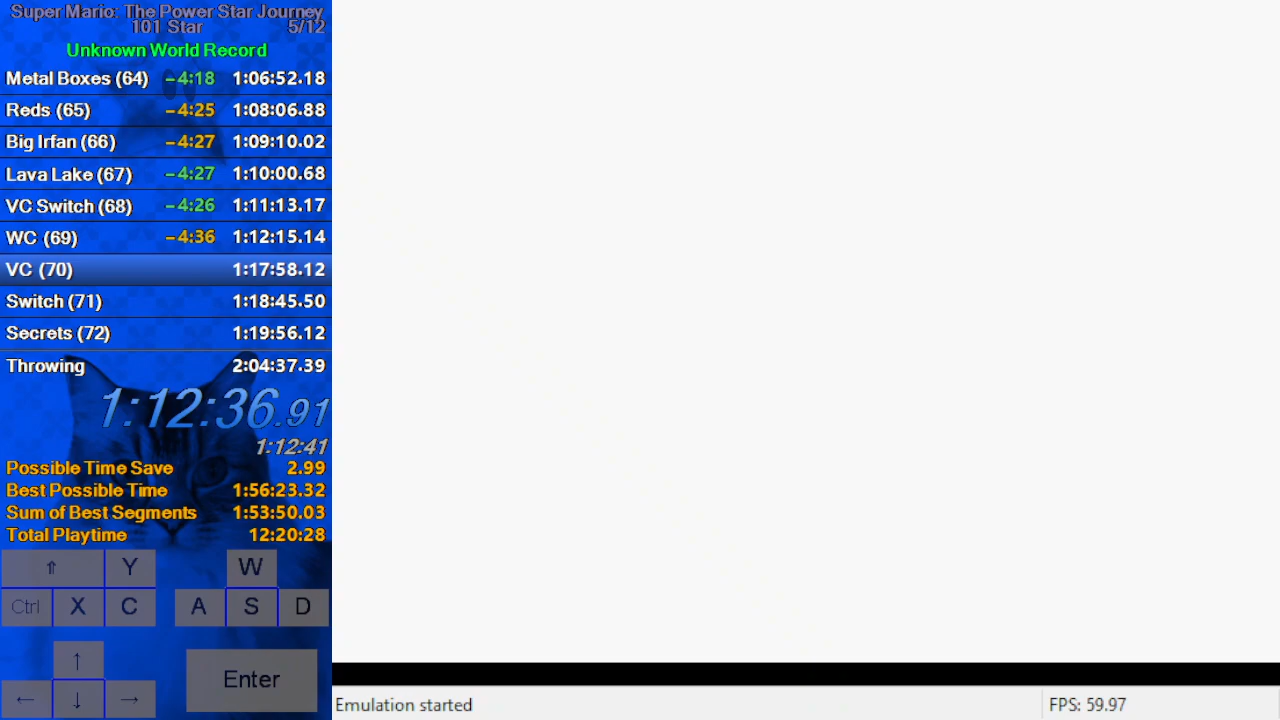 Super Mario: The Power Star Journey
101 Star 5/12
Unknown World Record
Metal Boxes (64) −4:18 1:06:52.18
Reds (65) −4:25 1:08:06.88
Big Irfan (66) −4:27 1:09:10.02
Lava Lake (67) −4:27 1:10:00.68
VC Switch (68) −4:26 1:11:13.17
WC (69) −4:36 1:12:15.14
VC (70) 1:17:58.12
Switch (71) 1:18:45.50
Secrets (72) 1:19:56.12
Throwing 2:04:37.39
1:12:36.91
1:12:41
Possible Time Save 2.99
Best Possible Time 1:56:23.32
Sum of Best Segments 1:53:50.03
Total Playtime 12:20:28
⇑ Y W
Ctrl X C A S D
↑ Enter
← ↓ →
Emulation started FPS: 59.97